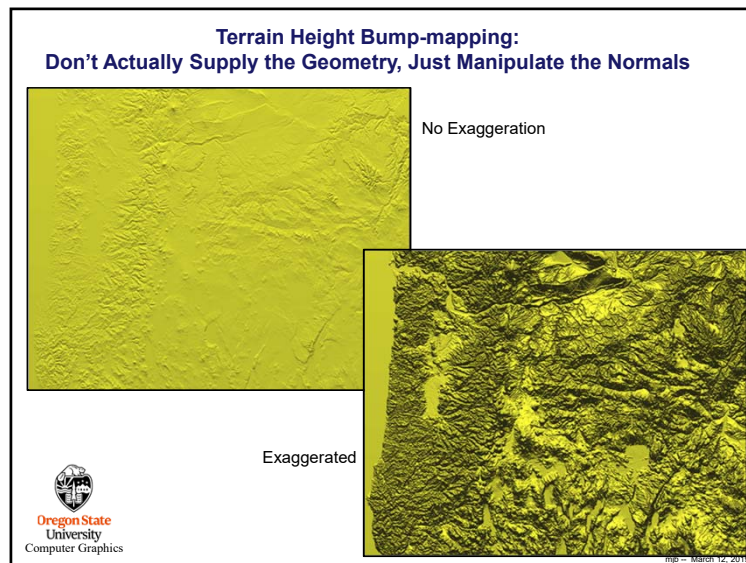 Terrain Height Bump-mapping:
Don't Actually Supply the Geometry, Just Manipulate the Normals
No Exaggeration
Exaggerated
Oregon State
University
Computer Graphics
mjb – March 12, 2019